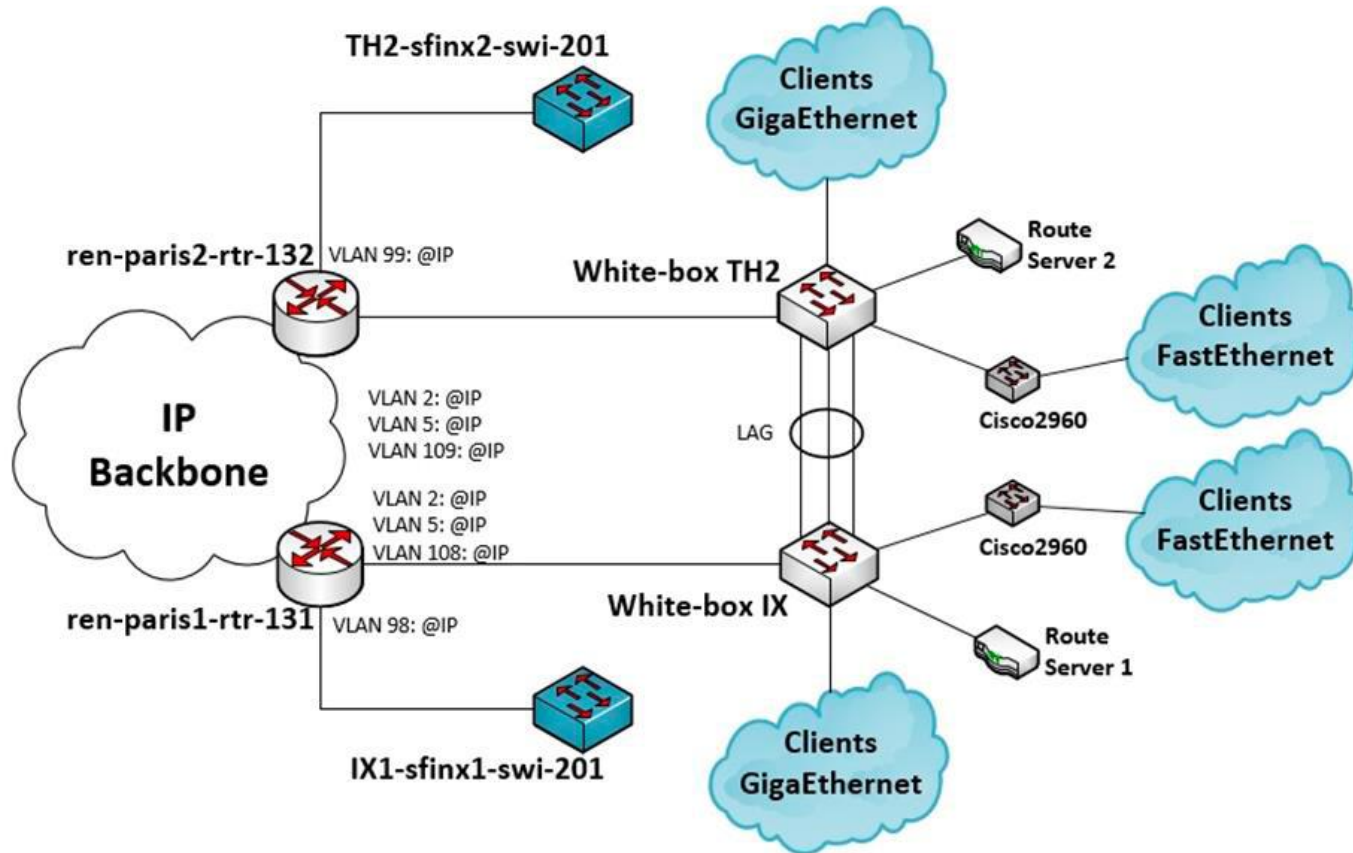 TH2-sfinx2-swi-201
Clients
GigaEthernet
ren-paris2-rtr-132
VLAN 99: @IP
White-box TH2
Route
Server 2
Clients
FastEthernet
Cisco2960
IP
Backbone
VLAN 2: @IP
VLAN 5: @IP
VLAN 109: @IP
LAG
VLAN 2: @IP
VLAN 5: @IP
VLAN 108: @IP
Cisco2960
Clients
FastEthernet
ren-paris1-rtr-131
VLAN 98: @IP
White-box IX
Route
Server 1
IX1-sfinx1-swi-201
Clients
GigaEthernet